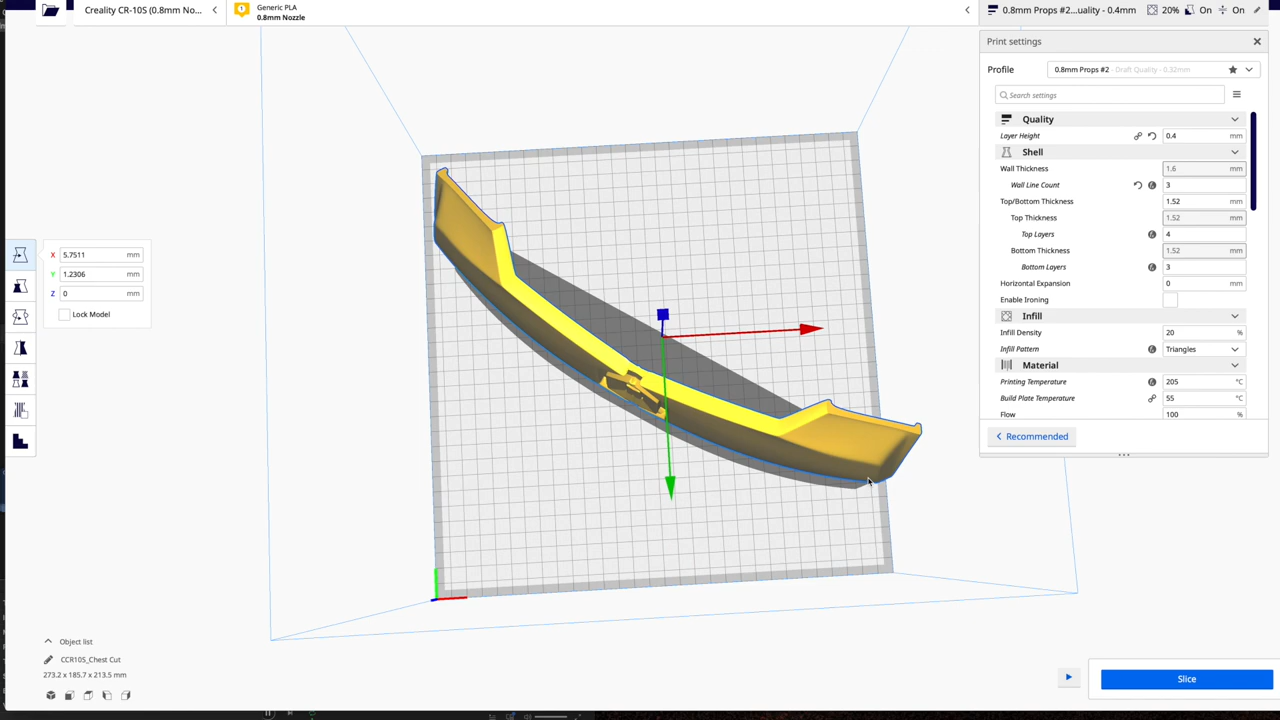 Creality CR-10S (0.8mm No...
1
Generic PLA
0.8mm Nozzle
0.8mm Props #2...uality - 0.4mm
20%
On
On
Print settings
Profile
0.8mm Props #2 - Draft Quality - 0.32mm
Search settings
Quality
Layer Height 0.4 mm
Shell
Wall Thickness 1.6 mm
Wall Line Count 3
Top/Bottom Thickness 1.52 mm
Top Thickness 1.52 mm
Top Layers 4
Bottom Thickness 1.52 mm
Bottom Layers 3
Horizontal Expansion 0 mm
Enable Ironing
Infill
Infill Density 20 %
Infill Pattern Triangles
Material
Printing Temperature 205 °C
Build Plate Temperature 55 °C
Flow 100 %
Recommended
X 5.7511 mm
Y 1.2306 mm
Z 0 mm
Lock Model
Object list
CCR10S_Chest Cut
273.2 x 185.7 x 213.5 mm
Slice